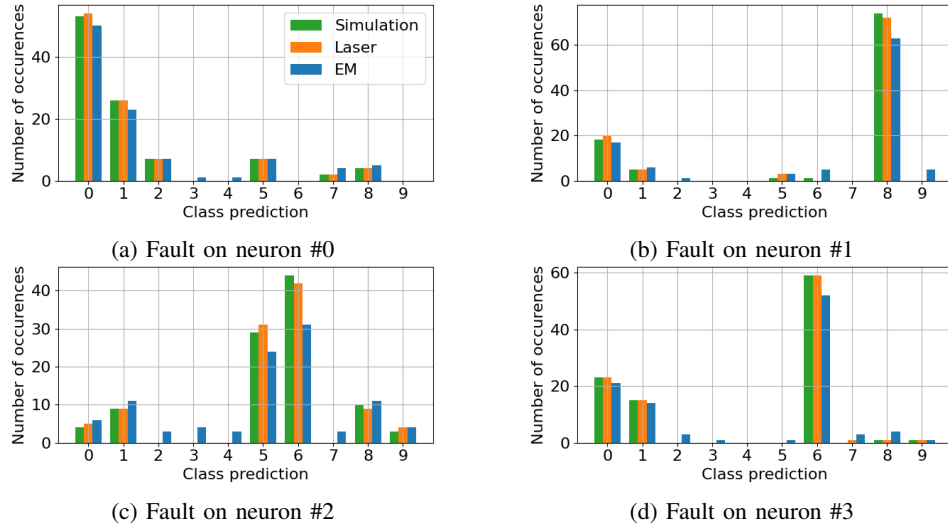 Number of occurences
40
20
0
Simulation
Laser
EM
0 1 2 3 4 5 6 7 8 9
Class prediction
(a) Fault on neuron #0
Number of occurences
60
40
20
0
0 1 2 3 4 5 6 7 8 9
Class prediction
(b) Fault on neuron #1
Number of occurences
40
30
20
10
0
0 1 2 3 4 5 6 7 8 9
Class prediction
(c) Fault on neuron #2
Number of occurences
60
40
20
0
0 1 2 3 4 5 6 7 8 9
Class prediction
(d) Fault on neuron #3